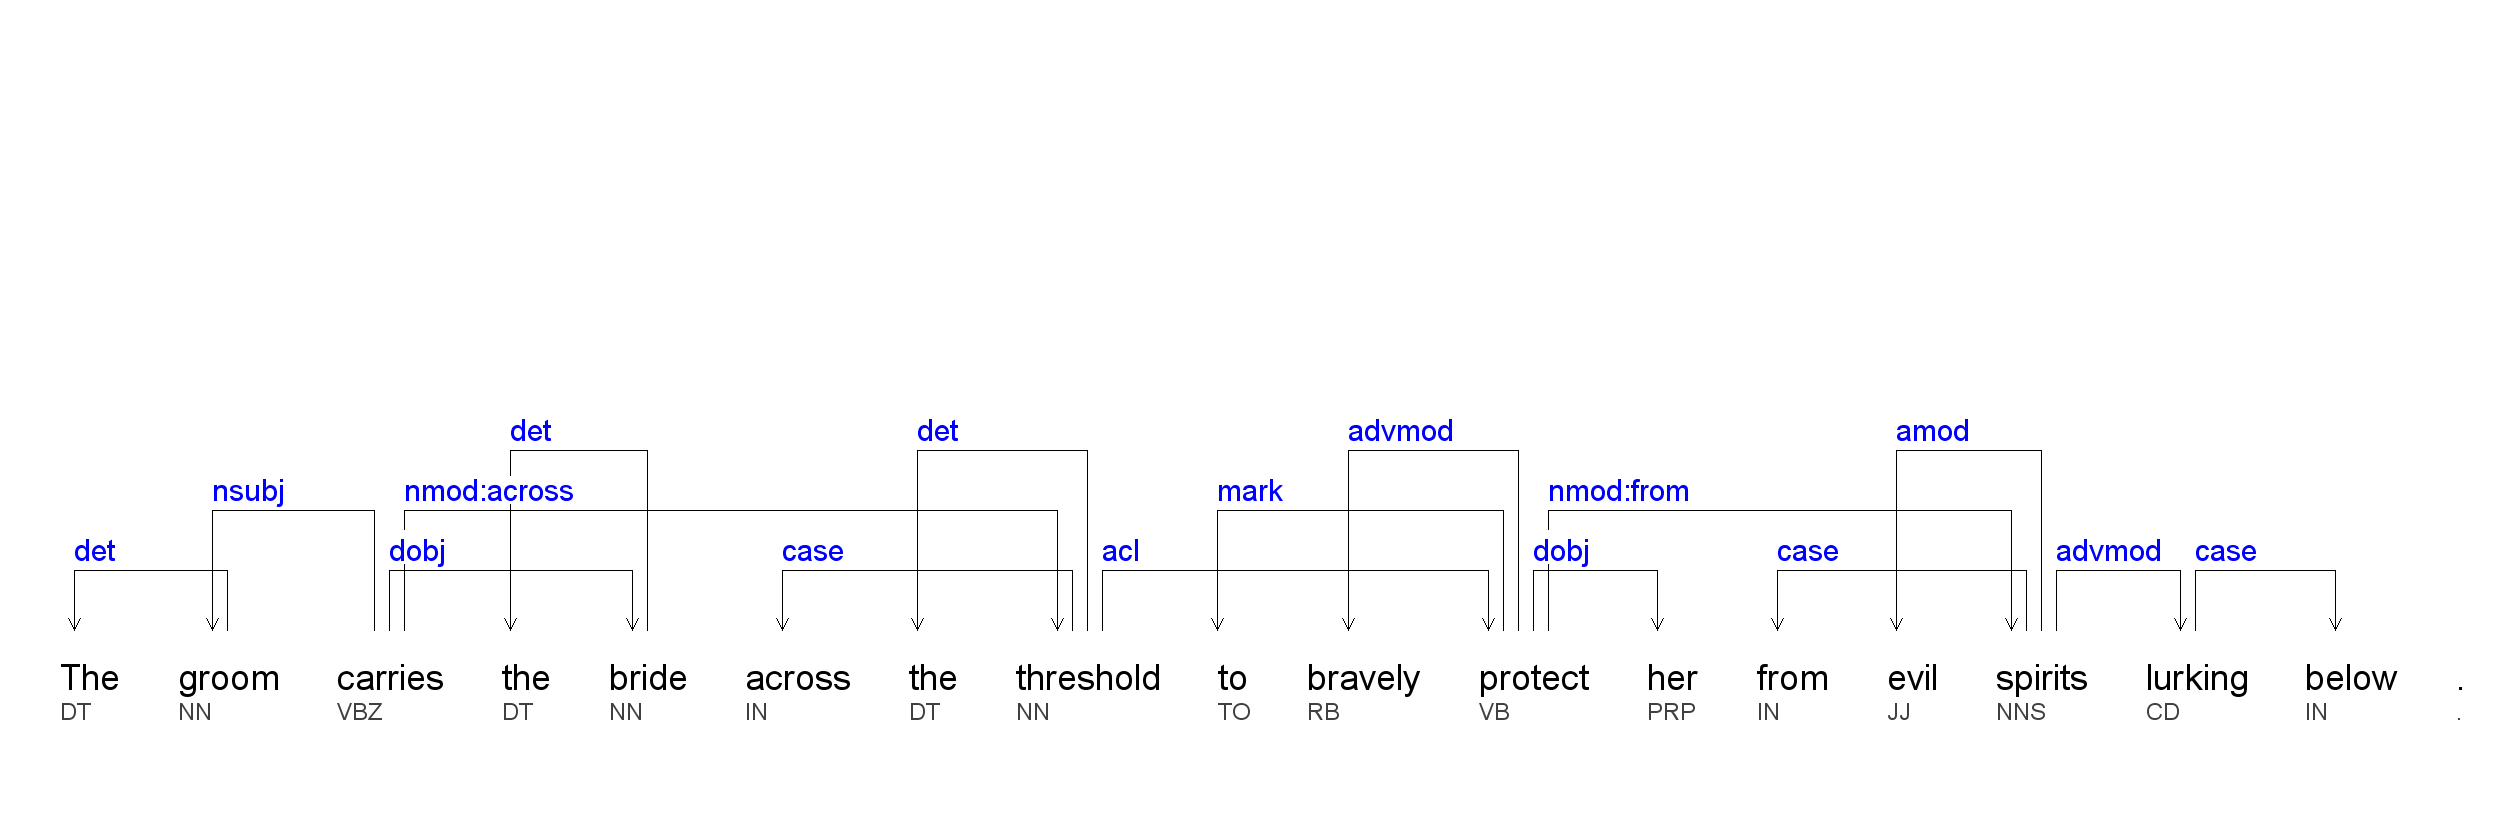 det det advmod amod
nsubj nmod:across mark nmod:from
det dobj case acl dobj case advmod case
The groom carries the bride across the threshold to bravely protect her from evil spirits lurking below .
DT NN VBZ DT NN IN DT NN TO RB VB PRP IN JJ NNS CD IN .